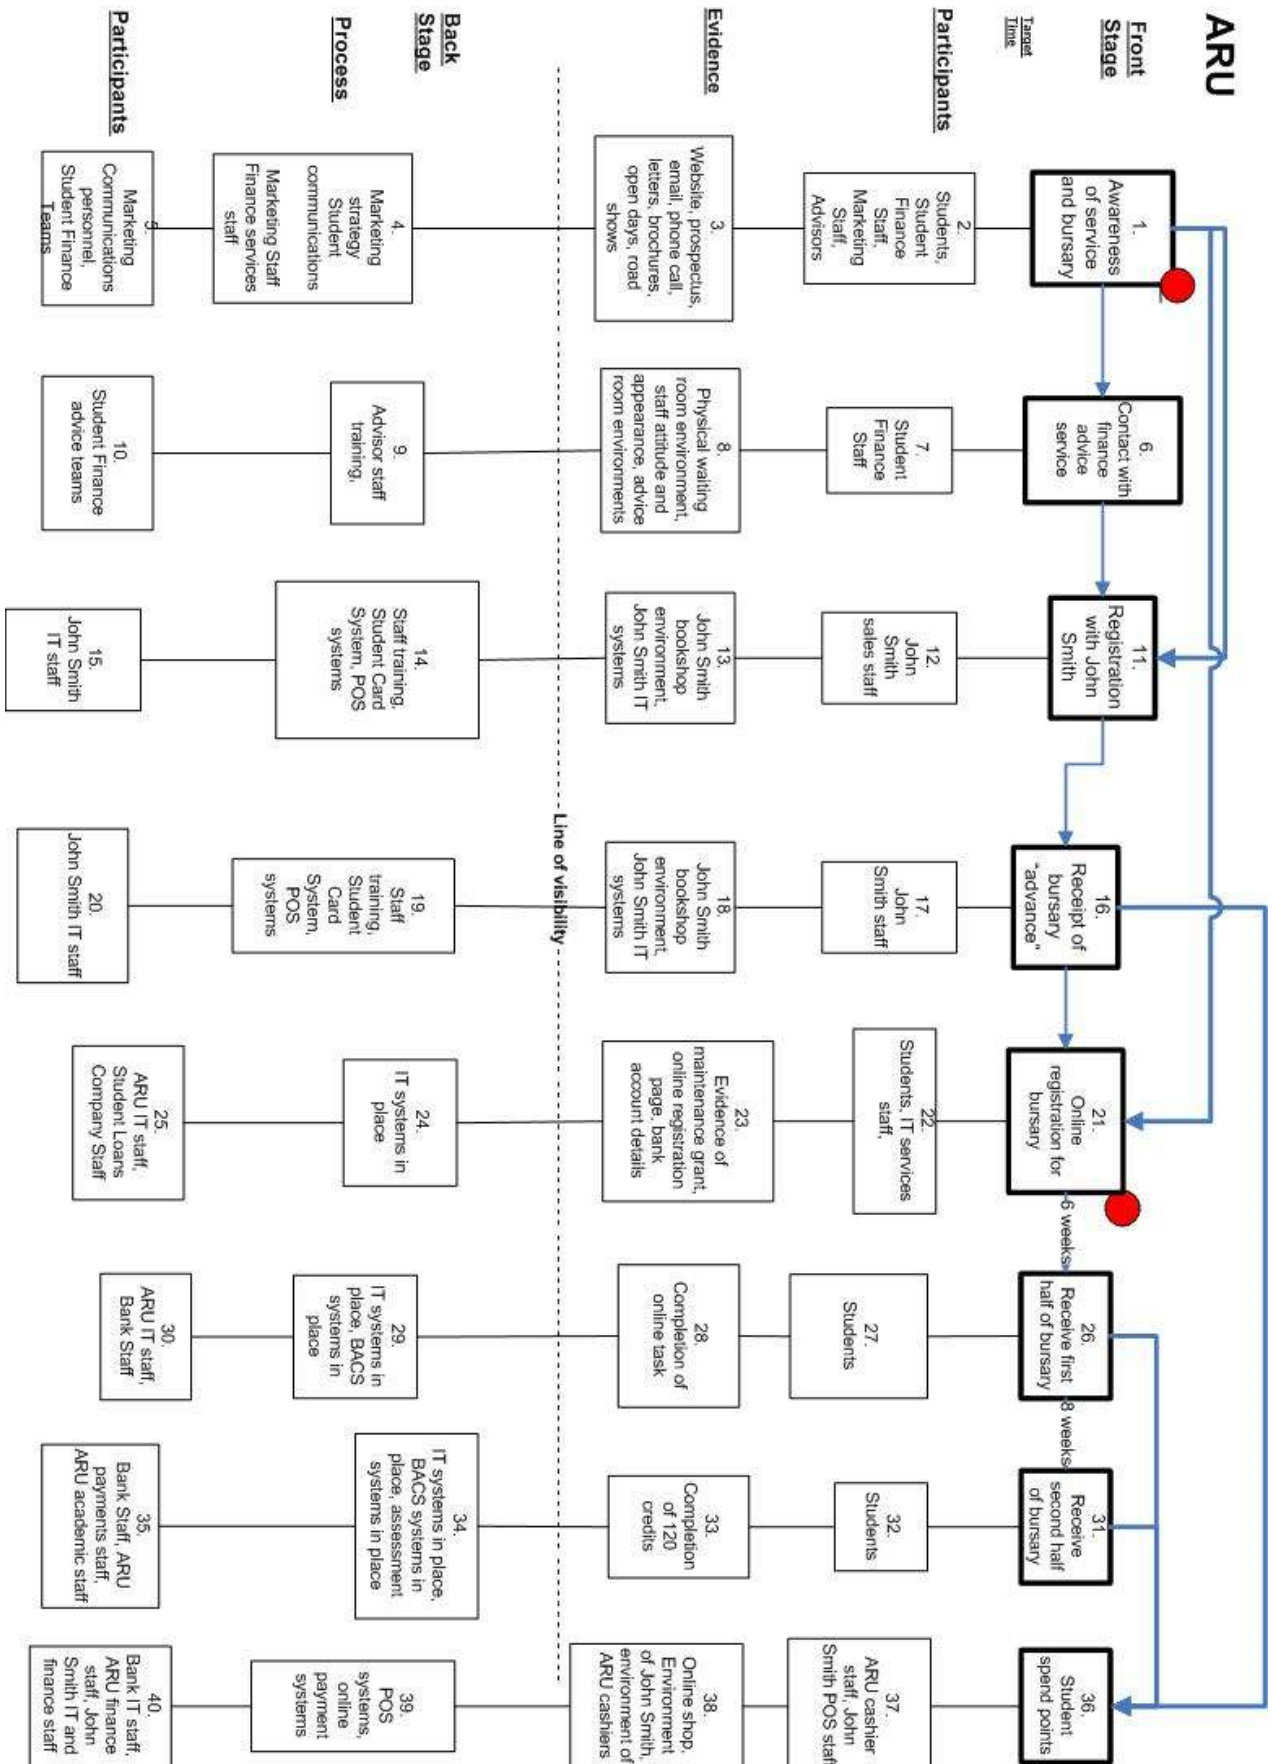 ARU
Front
Stage
1.
Awareness
of service
and bursary
6.
Contact with
finance
advice
service
11.
Registration
with John
Smith
16.
Receipt of
bursary
"advance"
21.
Online
registration for
bursary
6 weeks
26.
Receive first
half of bursary
8 weeks
31.
Receive
second half
of bursary
36.
Student
spend points
Target
Time
Participants
2.
Students,
Student
Finance
Staff,
Marketing
Staff,
Advisors
7.
Student
Finance
Staff
12.
John
Smith
sales staff
17.
John
Smith staff
22.
Students, IT services
staff,
27.
Students
32.
Students
37.
ARU cashier
staff, John
Smith POS staff
Evidence
3.
Website, prospectus,
email, phone call,
letters, brochures,
open days, road
shows
8.
Physical waiting
room environment,
staff attitude and
appearance, advice
room environments
13.
John Smith
bookshop
environment,
John Smith IT
systems
18.
John Smith
bookshop
environment,
John Smith IT
systems
23.
Evidence of
maintenance grant,
online registration
page, bank
account details
28.
Completion of
online task
33.
Completion
of 120
credits
38.
Online shop,
Environment
of John Smith,
environment of
ARU cashiers
Line of visibility
Back
Stage
Process
4.
Marketing
strategy
Student
communications
Marketing Staff
Finance services
staff
9.
Advisor staff
training,
14.
Staff training,
Student Card
System, POS
systems
19.
Staff
training,
Student
Card
System,
POS
systems
24.
IT systems in
place
29.
IT systems in
place, BACS
systems in
place
34.
IT systems in place,
BACS systems in
place, assessment
systems in place
39.
POS
systems,
online
payment
systems
Participants
5.
Marketing
Communications
personnel,
Student Finance
Teams
10.
Student Finance
advice teams
15.
John Smith
IT staff
20.
John Smith IT staff
25.
ARU IT staff,
Student Loans
Company Staff
30.
ARU IT staff,
Bank Staff
35.
Bank Staff, ARU
payments staff,
ARU academic staff
40.
Bank IT staff,
ARU finance
staff, John
Smith IT and
finance staff